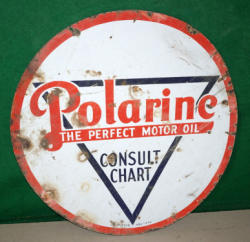 Polarine
THE PERFECT MOTOR OIL
CONSULT
CHART